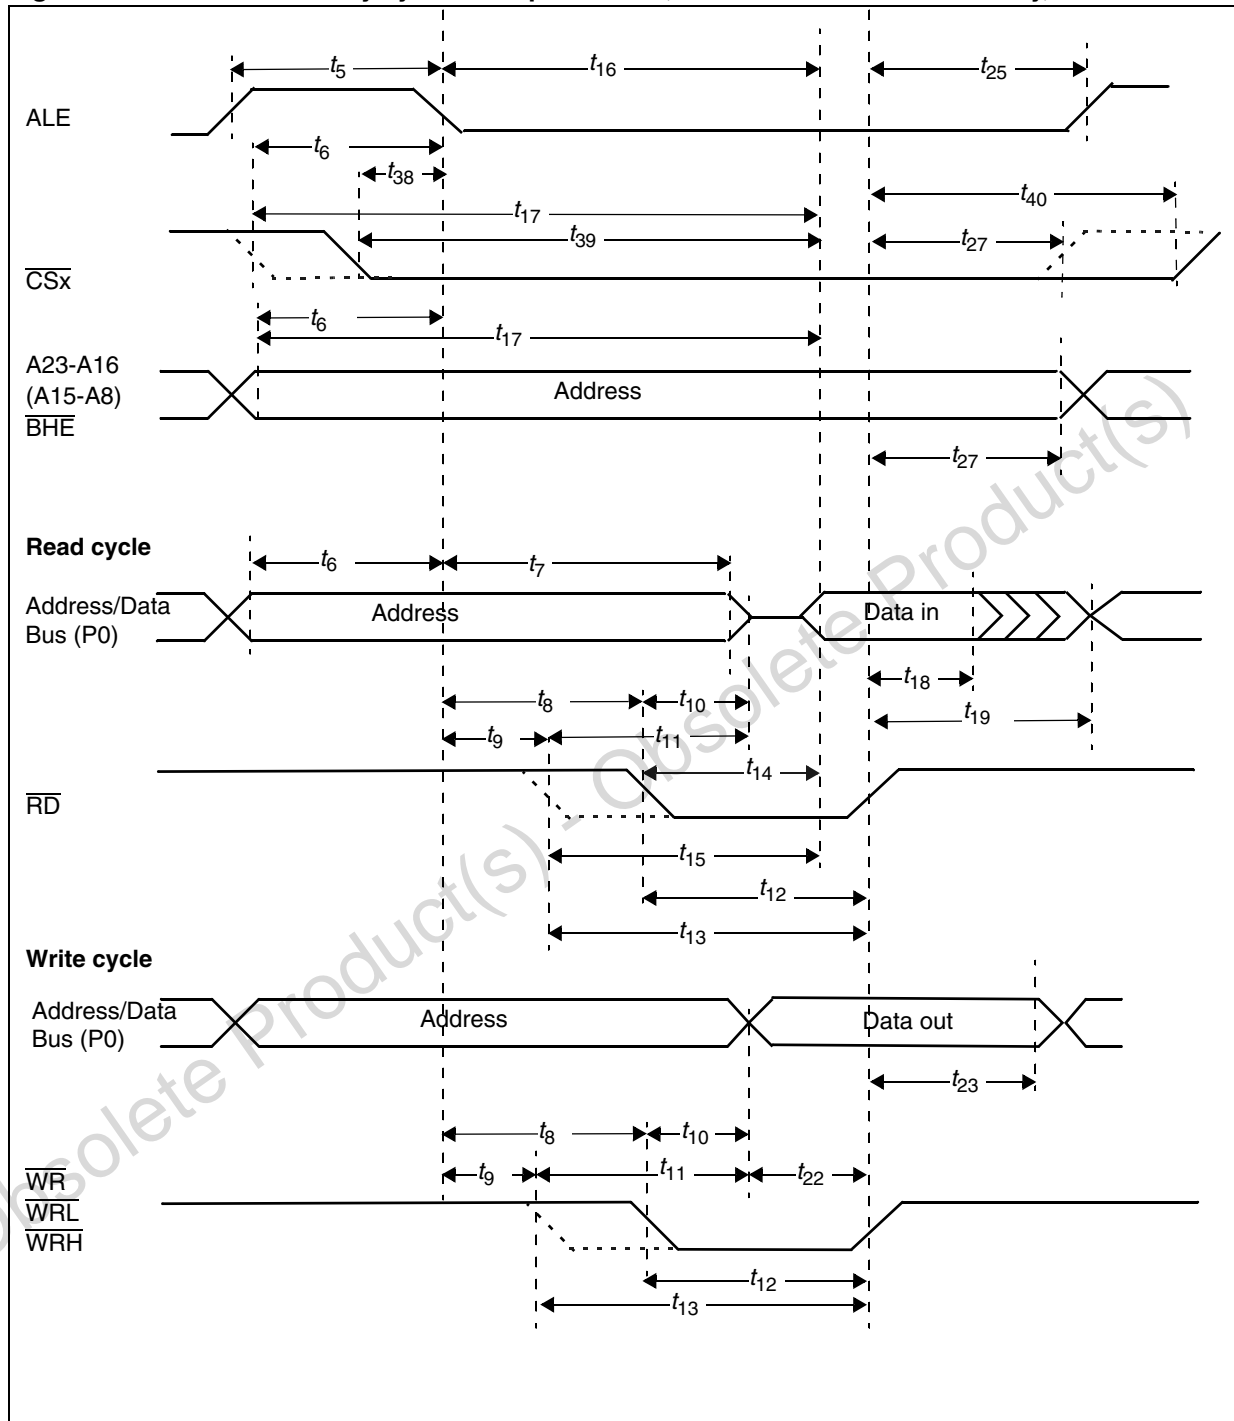 t5
t16
t25
ALE
t6
t38
t40
t17
t39
t27
CSx
t6
t17
A23-A16
(A15-A8)
BHE
Address
t27
Read cycle
t6
t7
Address/Data
Bus (P0)
Address
Data in
t18
t8
t10
t19
t9
t11
t14
RD
t15
t12
t13
Write cycle
Address/Data
Bus (P0)
Address
Data out
t23
t8
t10
t9
t11
t22
WR
WRL
WRH
t12
t13
Obsolete Product(s) - Obsolete Product(s)